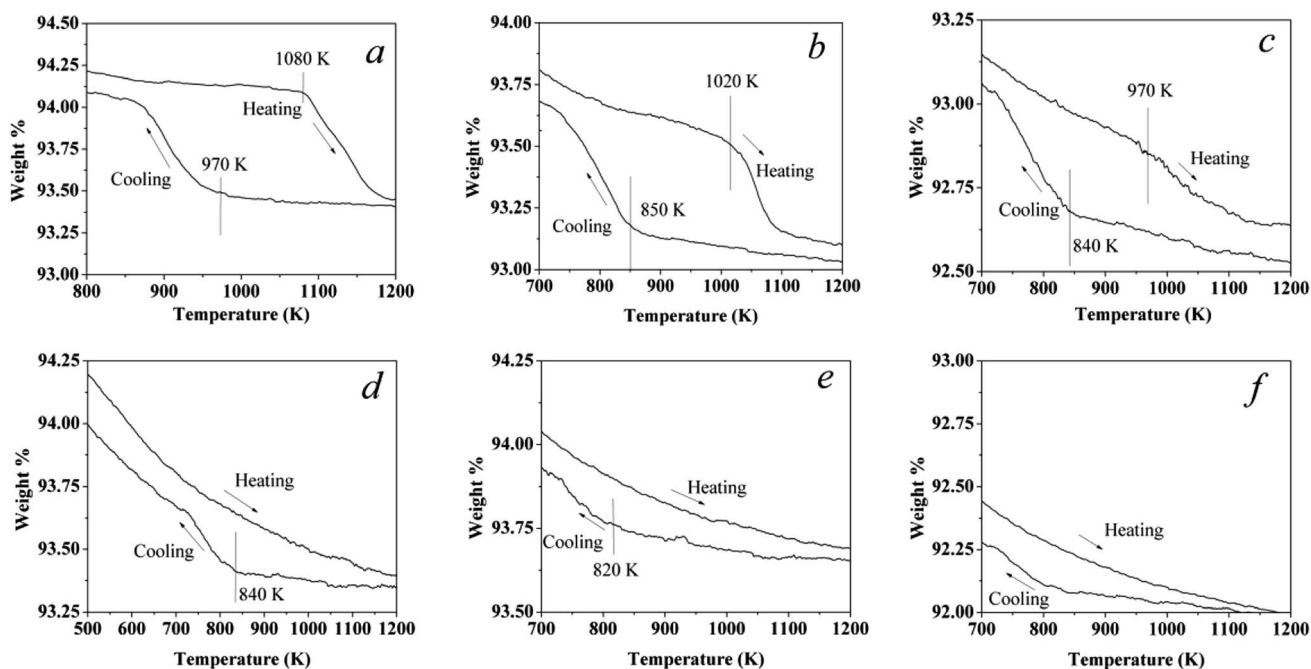 a
94.50
94.25
94.00
93.75
93.50
93.25
93.00
Weight %
1080 K
Heating
970 K
Cooling
800 900 1000 1100 1200
Temperature (K)
b
94.00
93.75
93.50
93.25
93.00
Weight %
1020 K
Heating
Cooling
850 K
700 800 900 1000 1100 1200
Temperature (K)
c
93.25
93.00
92.75
92.50
Weight %
970 K
Heating
Cooling
840 K
700 800 900 1000 1100 1200
Temperature (K)
d
94.25
94.00
93.75
93.50
93.25
Weight %
Heating
Cooling
840 K
500 600 700 800 900 1000 1100 1200
Temperature (K)
e
94.25
94.00
93.75
93.50
Weight %
Heating
Cooling
820 K
700 800 900 1000 1100 1200
Temperature (K)
f
93.00
92.75
92.50
92.25
92.00
Weight %
Heating
Cooling
700 800 900 1000 1100 1200
Temperature (K)